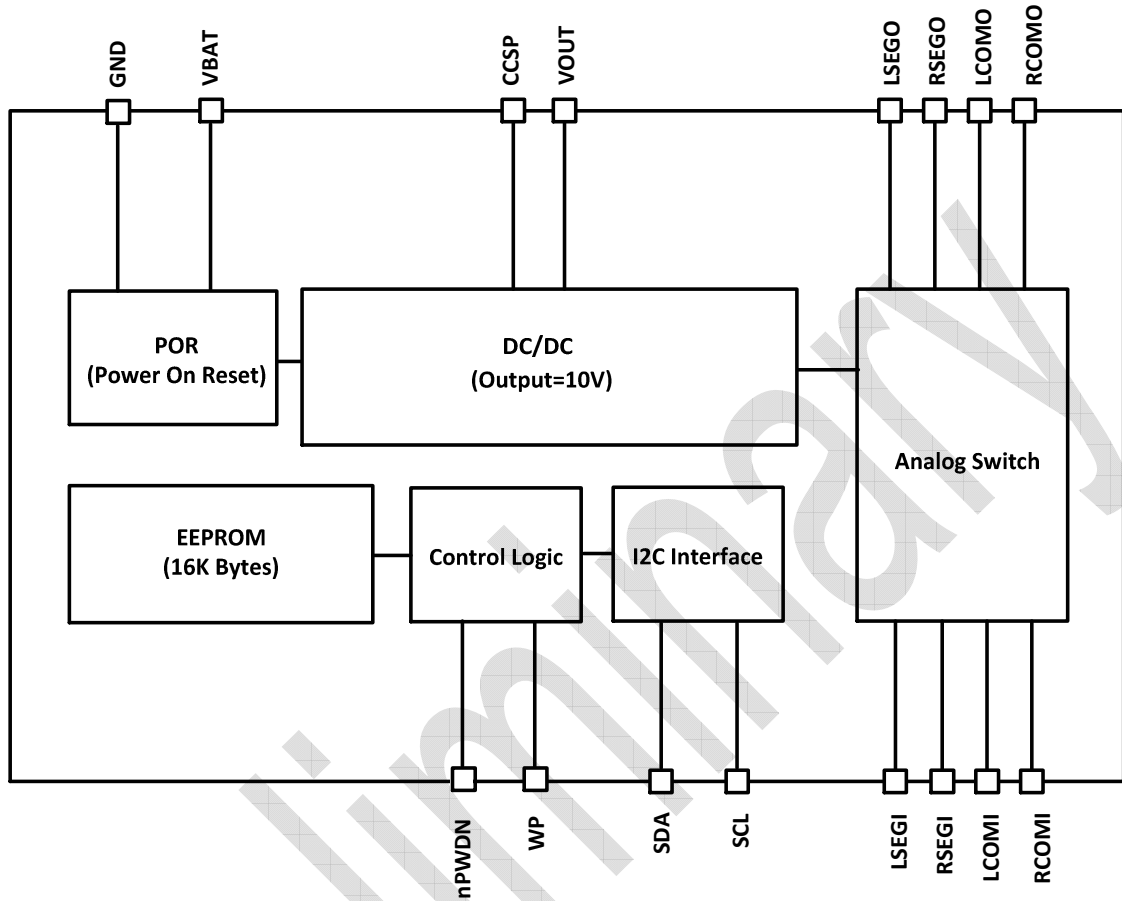 GND
VBAT
CCSP
VOUT
LSEGO
RSEGO
LCOMO
RCOMO
POR
(Power On Reset)
DC/DC
(Output=10V)
Analog Switch
EEPROM
(16K Bytes)
Control Logic
I2C Interface
nPWDN
WP
SDA
SCL
LSEGI
RSEGI
LCOMI
RCOMI
liminary